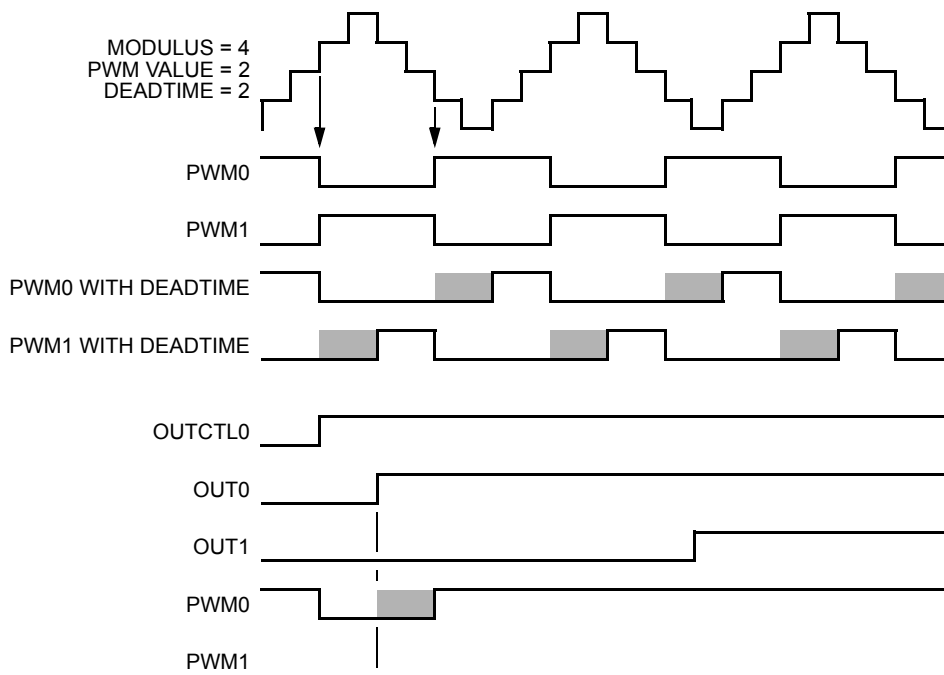 MODULUS = 4
PWM VALUE = 2
DEADTIME = 2
PWM0
PWM1
PWM0 WITH DEADTIME
PWM1 WITH DEADTIME
OUTCTL0
OUT0
OUT1
PWM0
PWM1